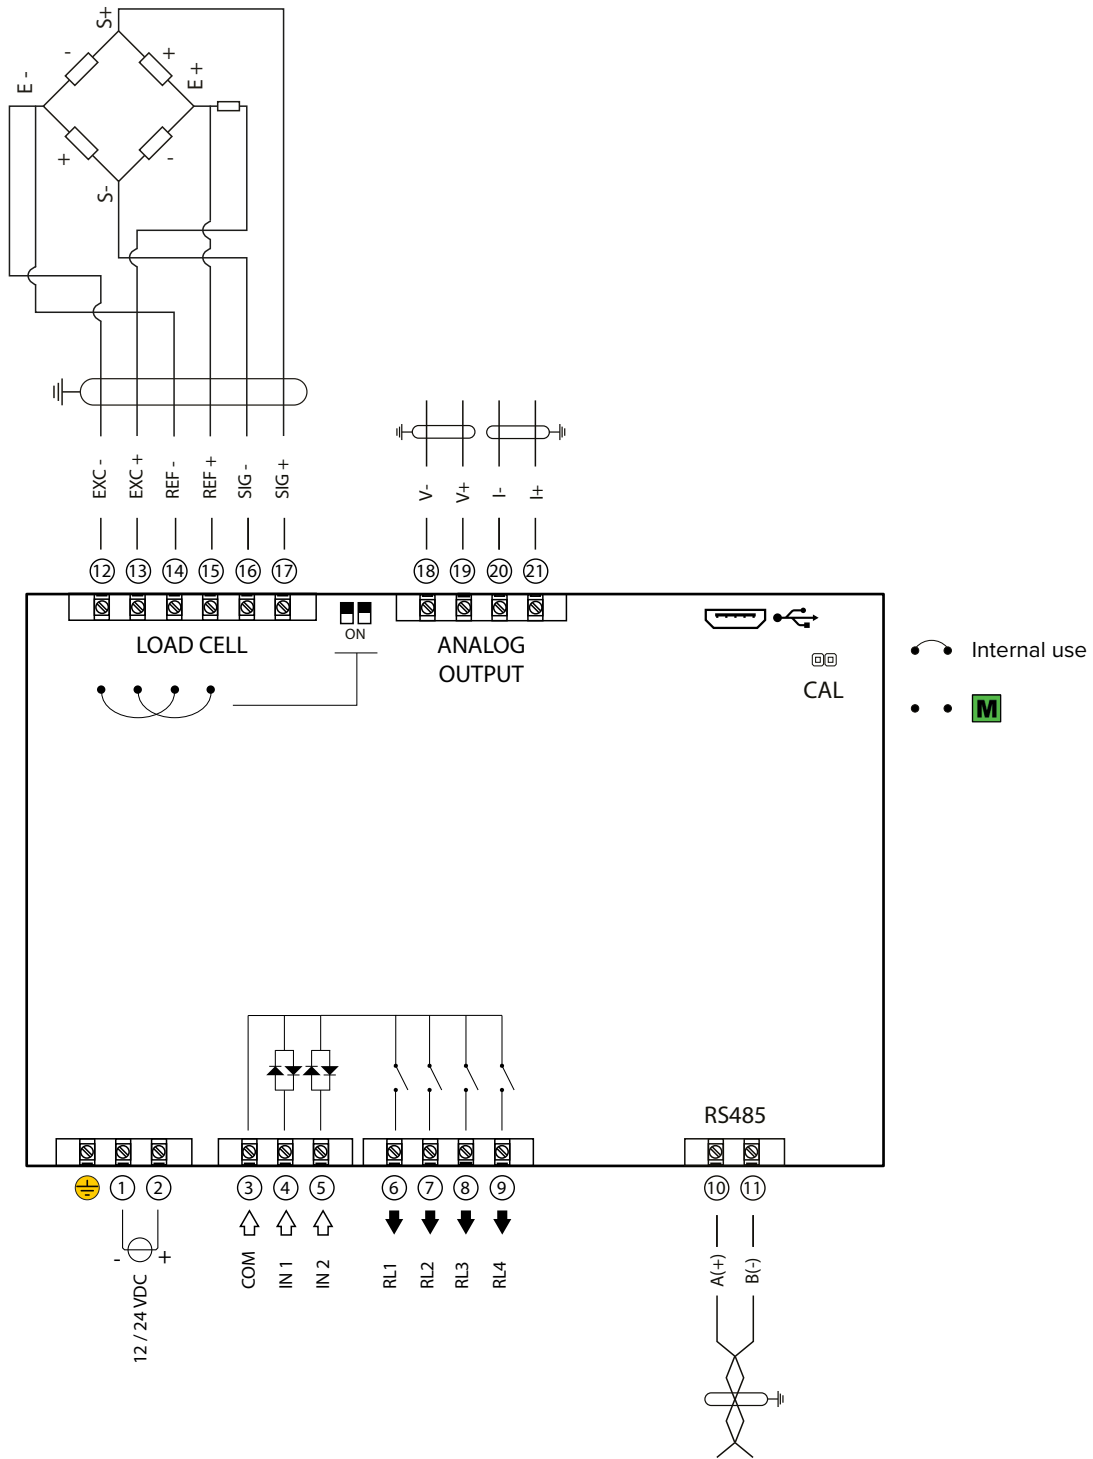 S+
- +
E - E +
+ -
S-
EXC - EXC + REF - REF + SIG - SIG +
V- V+ I- I+
12 13 14 15 16 17 18 19 20 21
ON
LOAD CELL
ANALOG
OUTPUT
CAL
Internal use
M
RS485
1 2 3 4 5 6 7 8 9 10 11
- +
12 / 24 VDC
COM IN 1 IN 2 RL1 RL2 RL3 RL4
A(+) B(-)